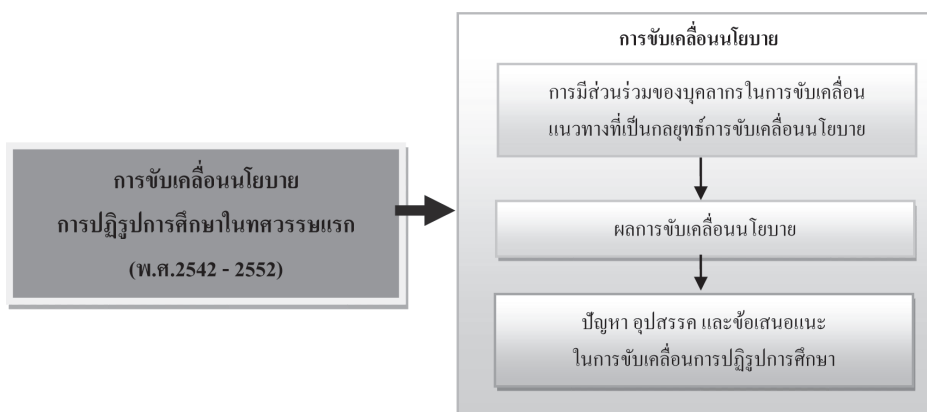 การขับเคลื่อนนโยบาย
การปฏิรูปการศึกษาในทศวรรษแรก
(พ.ศ.2542 - 2552)
การขับเคลื่อนนโยบาย
การมีส่วนร่วมของบุคลากรในการขับเคลื่อน
แนวทางที่เป็นกลยุทธ์การขับเคลื่อนนโยบาย
ผลการขับเคลื่อนนโยบาย
ปัญหา อุปสรรค และข้อเสนอแนะ
ในการขับเคลื่อนการปฏิรูปการศึกษา